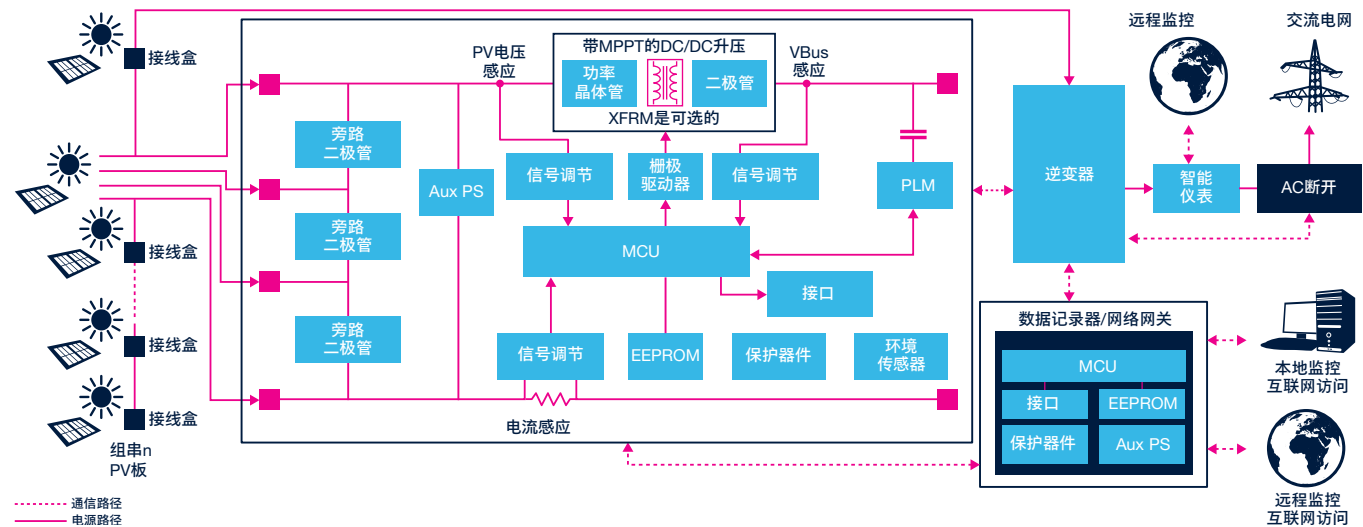 接线盒
接线盒
接线盒
接线盒
组串n
PV板
通信路径
电源路径
旁路
二极管
旁路
二极管
旁路
二极管
Aux PS
PV电压
感应
带MPPT的DC/DC升压
功率
晶体管
二极管
XFRM是可选的
VBus
感应
信号调节
栅极
驱动器
信号调节
PLM
MCU
接口
信号调节
EEPROM
保护器件
环境
传感器
电流感应
逆变器
远程监控
交流电网
智能
仪表
AC断开
数据记录器/网络网关
MCU
接口
EEPROM
保护器件
Aux PS
本地监控
互联网访问
远程监控
互联网访问